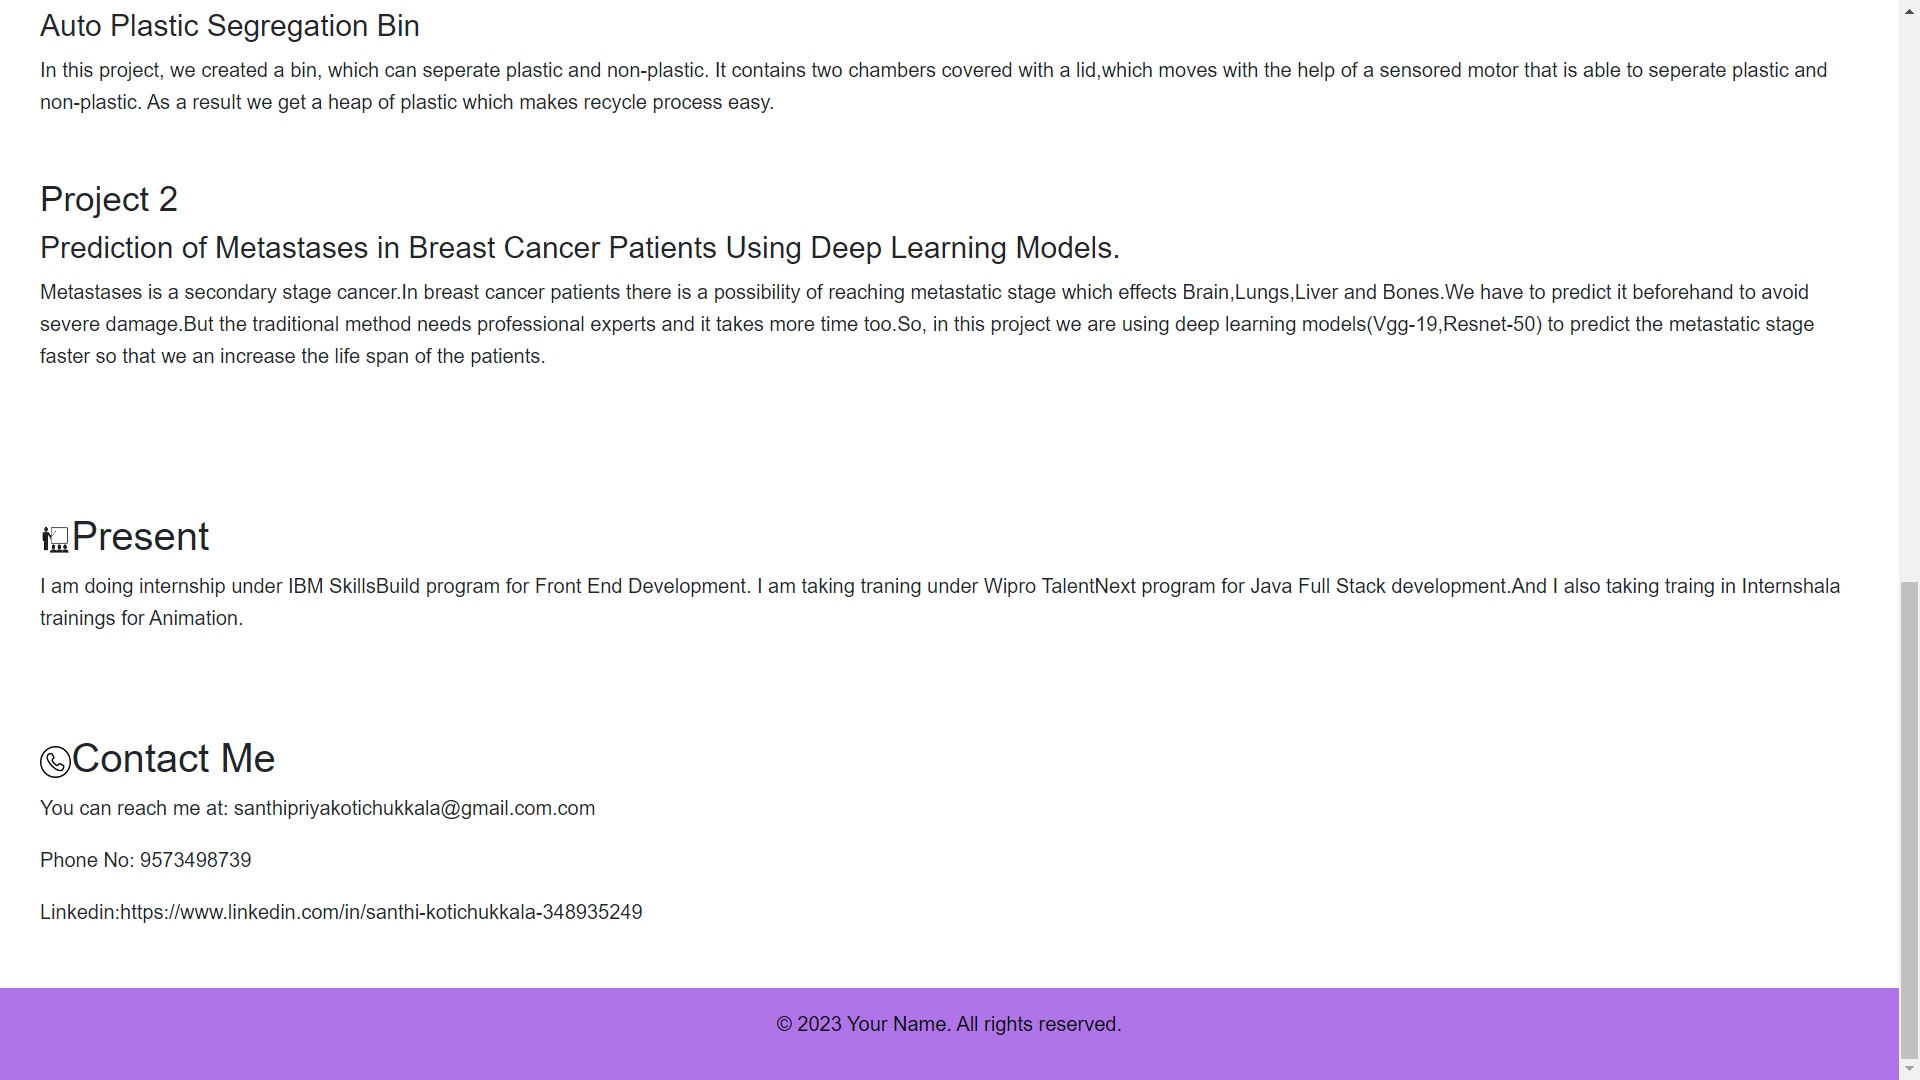 Auto Plastic Segregation Bin
In this project, we created a bin, which can seperate plastic and non-plastic. It contains two chambers covered with a lid,which moves with the help of a sensored motor that is able to seperate plastic and
non-plastic. As a result we get a heap of plastic which makes recycle process easy.
Project 2
Prediction of Metastases in Breast Cancer Patients Using Deep Learning Models.
Metastases is a secondary stage cancer.In breast cancer patients there is a possibility of reaching metastatic stage which effects Brain,Lungs,Liver and Bones.We have to predict it beforehand to avoid
severe damage.But the traditional method needs professional experts and it takes more time too.So, in this project we are using deep learning models(Vgg-19,Resnet-50) to predict the metastatic stage
faster so that we an increase the life span of the patients.
Present
I am doing internship under IBM SkillsBuild program for Front End Development. I am taking traning under Wipro TalentNext program for Java Full Stack development.And I also taking traing in Internshala
trainings for Animation.
Contact Me
You can reach me at: santhipriyakotichukkala@gmail.com.com
Phone No: 9573498739
Linkedin:https://www.linkedin.com/in/santhi-kotichukkala-348935249
© 2023 Your Name. All rights reserved.